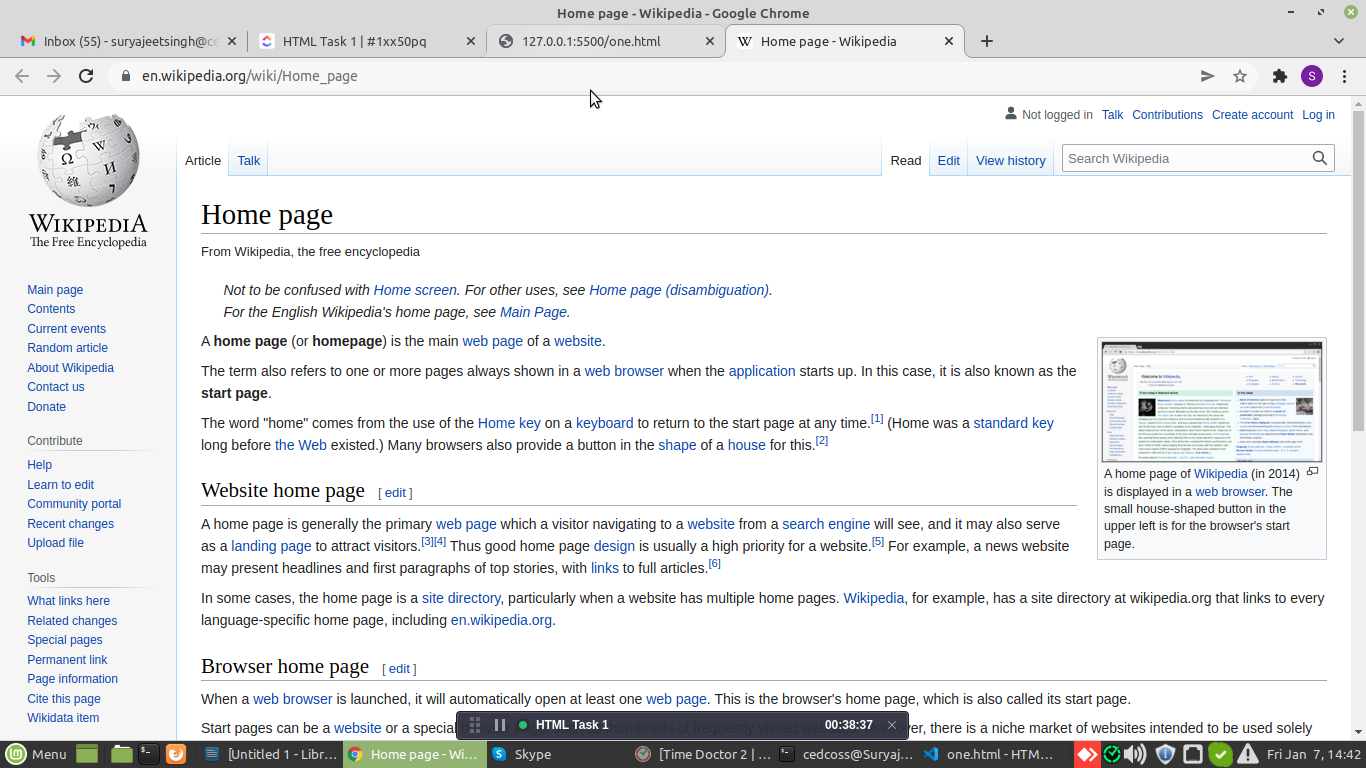 Home page - Wikipedia - Google Chrome
Inbox (55) - suryajeetsingh@ce
HTML Task 1 | #1xx50pq
127.0.0.1:5500/one.html
Home page - Wikipedia
en.wikipedia.org/wiki/Home_page
S
Not logged in Talk Contributions Create account Log in
Article Talk
Read Edit View history
Search Wikipedia
WIKIPEDIA
The Free Encyclopedia
Main page
Contents
Current events
Random article
About Wikipedia
Contact us
Donate
Contribute
Help
Learn to edit
Community portal
Recent changes
Upload file
Tools
What links here
Related changes
Special pages
Permanent link
Page information
Cite this page
Wikidata item
Home page
From Wikipedia, the free encyclopedia
Not to be confused with Home screen. For other uses, see Home page (disambiguation).
For the English Wikipedia's home page, see Main Page.
A home page (or homepage) is the main web page of a website.
The term also refers to one or more pages always shown in a web browser when the application starts up. In this case, it is also known as the
start page.
The word "home" comes from the use of the Home key on a keyboard to return to the start page at any time.[1] (Home was a standard key
long before the Web existed.) Many browsers also provide a button in the shape of a house for this.[2]
A home page of Wikipedia (in 2014)
is displayed in a web browser. The
small house-shaped button in the
upper left is for the browser's start
page.
Website home page [ edit ]
A home page is generally the primary web page which a visitor navigating to a website from a search engine will see, and it may also serve
as a landing page to attract visitors.[3][4] Thus good home page design is usually a high priority for a website.[5] For example, a news website
may present headlines and first paragraphs of top stories, with links to full articles.[6]
In some cases, the home page is a site directory, particularly when a website has multiple home pages. Wikipedia, for example, has a site directory at wikipedia.org that links to every
language-specific home page, including en.wikipedia.org.
Browser home page [ edit ]
When a web browser is launched, it will automatically open at least one web page. This is the browser's home page, which is also called its start page.
Start pages can be a website or a special there is a niche market of websites intended to be used solely
HTML Task 1 00:38:37
Menu
[Untitled 1 - Libr...
Home page - Wi...
Skype
[Time Doctor 2 | ...
cedcoss@Suryaj...
one.html - HTM...
Fri Jan 7, 14:42